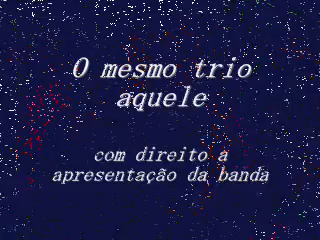 O mesmo trio
aquele
com direito a
apresentação da banda